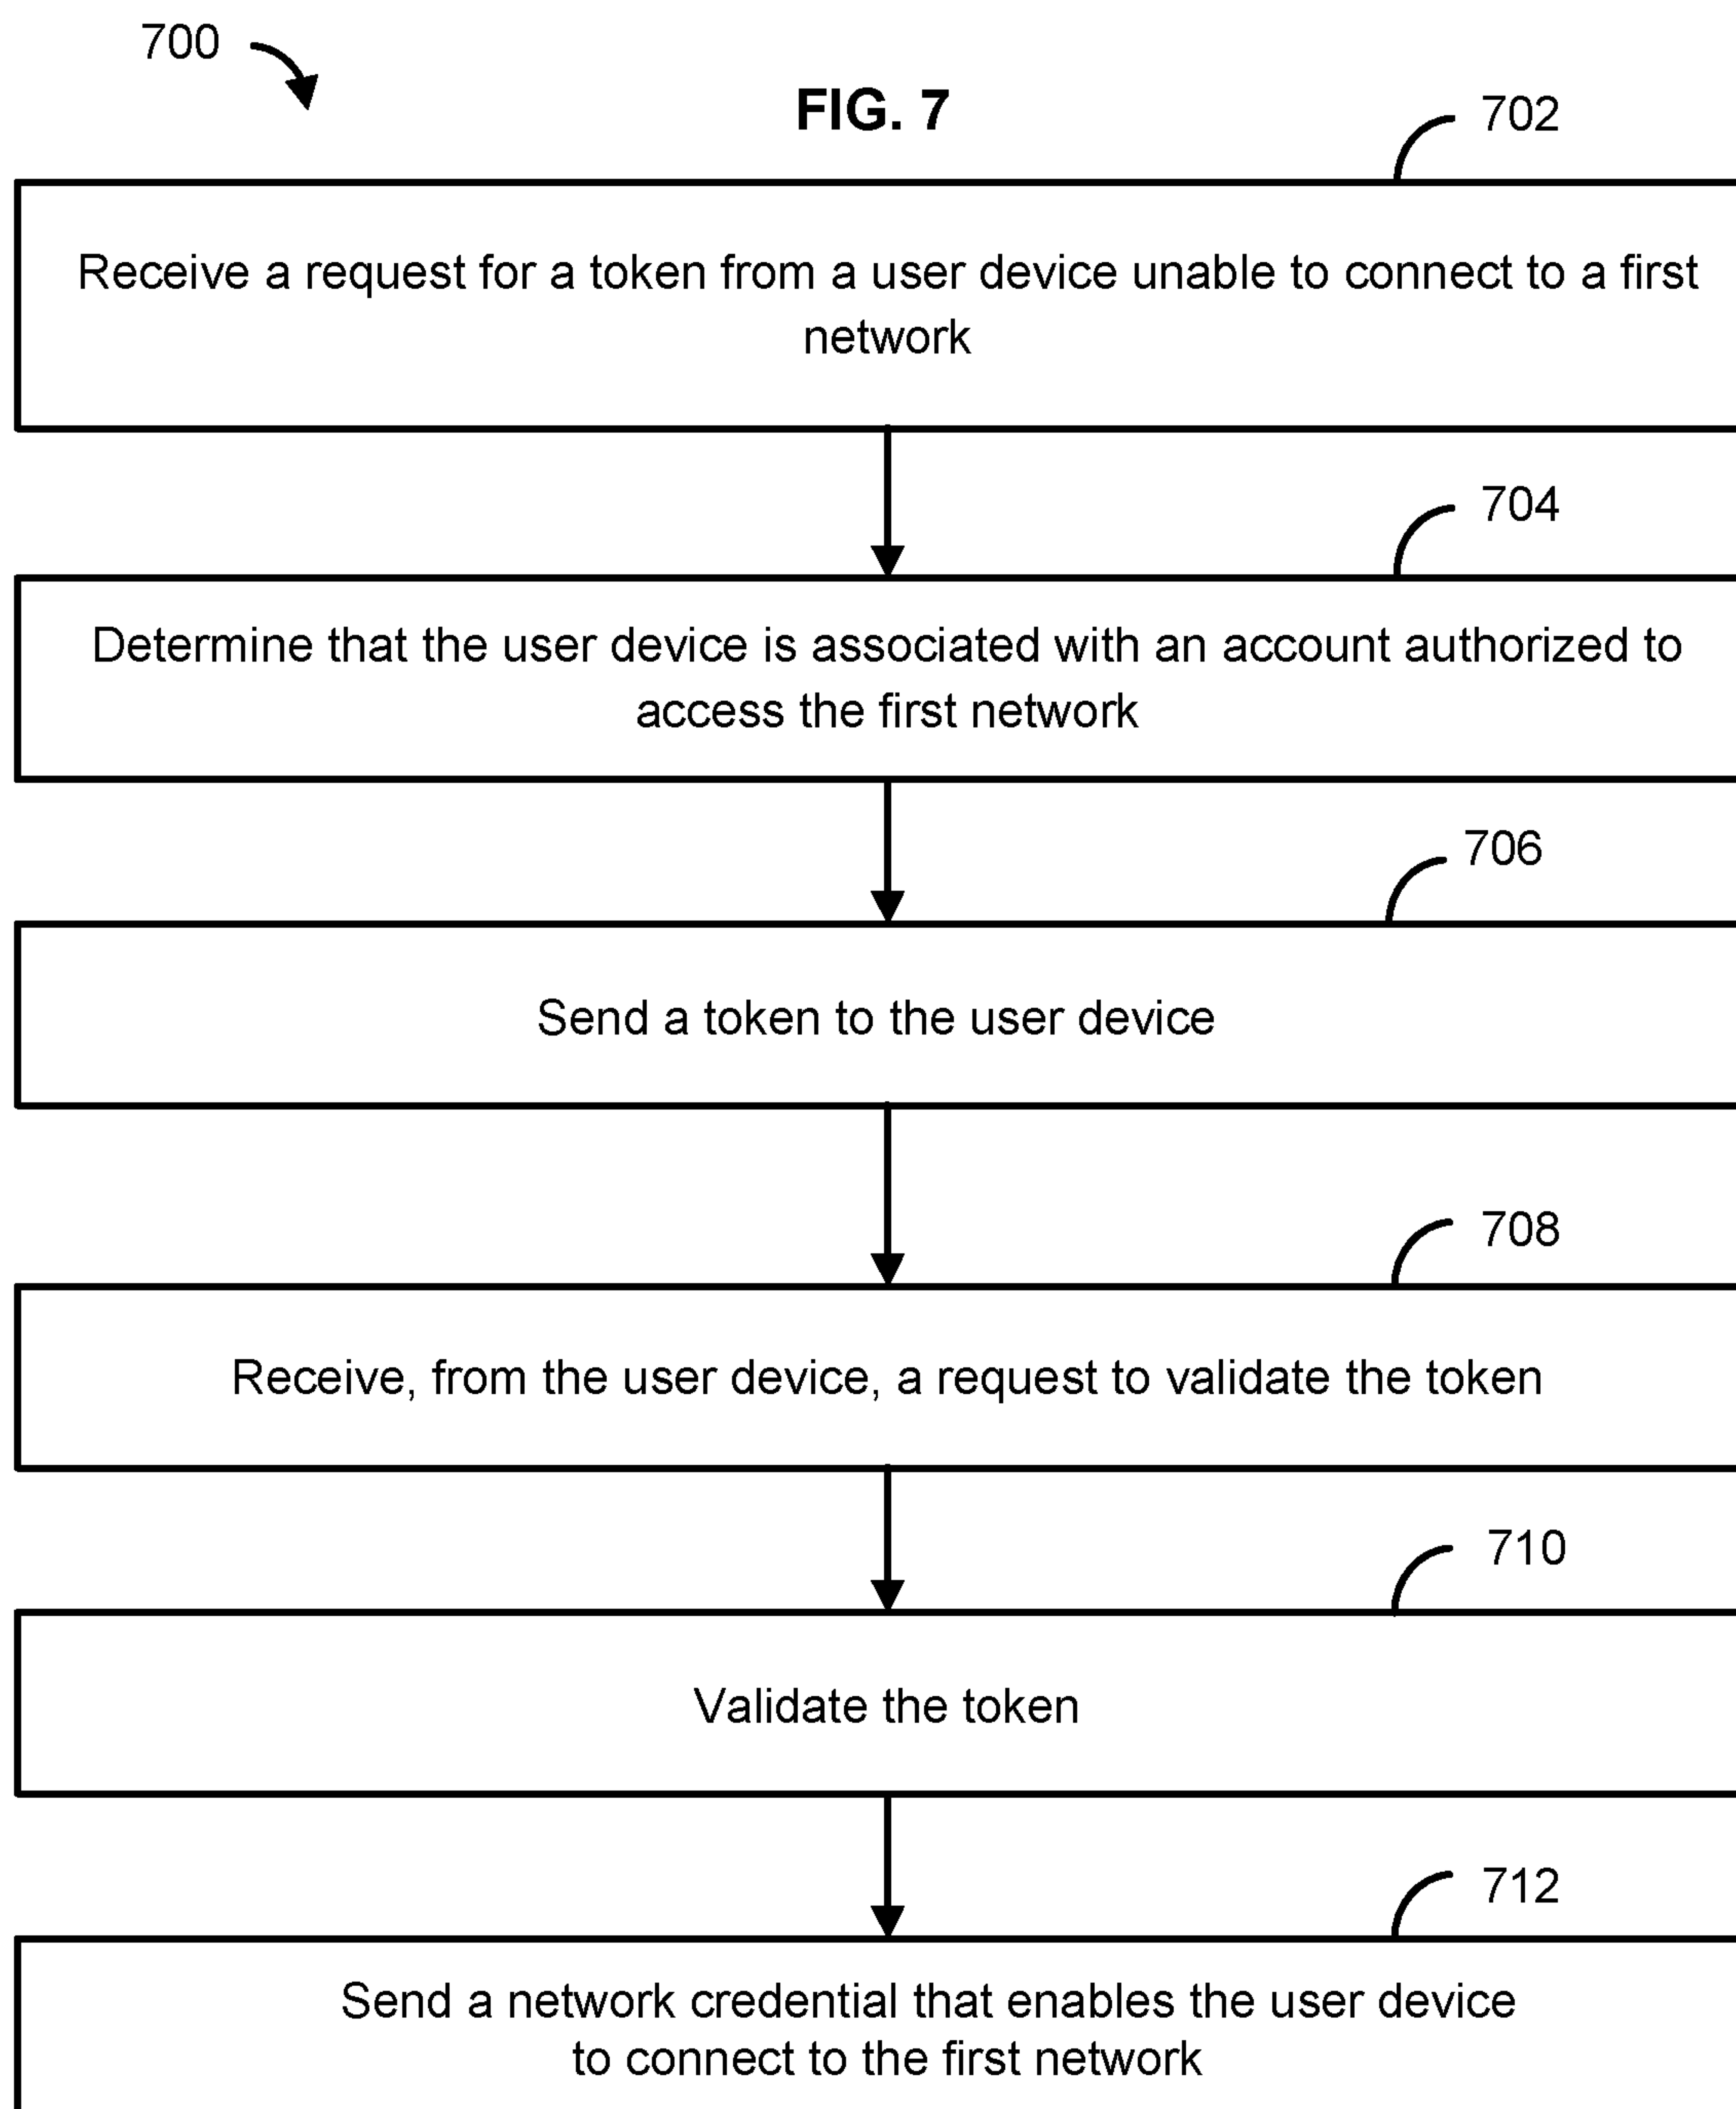 700
FIG. 7
702
Receive a request for a token from a user device unable to connect to a first
network
704
Determine that the user device is associated with an account authorized to
access the first network
706
Send a token to the user device
708
Receive, from the user device, a request to validate the token
710
Validate the token
712
Send a network credential that enables the user device
to connect to the first network